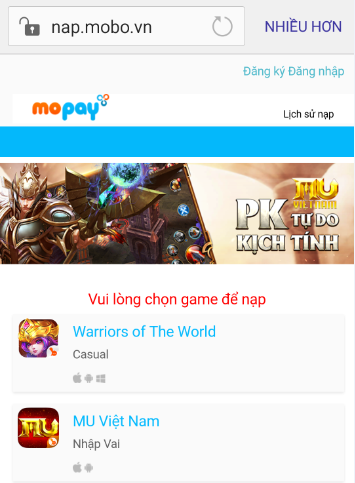 nap.mobo.vn
NHIỀU HƠN
Đăng ký Đăng nhập
mopay
Lịch sử nạp
MU
VIỆT NAM
PK TỰ DO
KỊCH TÍNH
Vui lòng chọn game để nạp
Warriors of The World
Casual
MU
MU Việt Nam
Nhập Vai